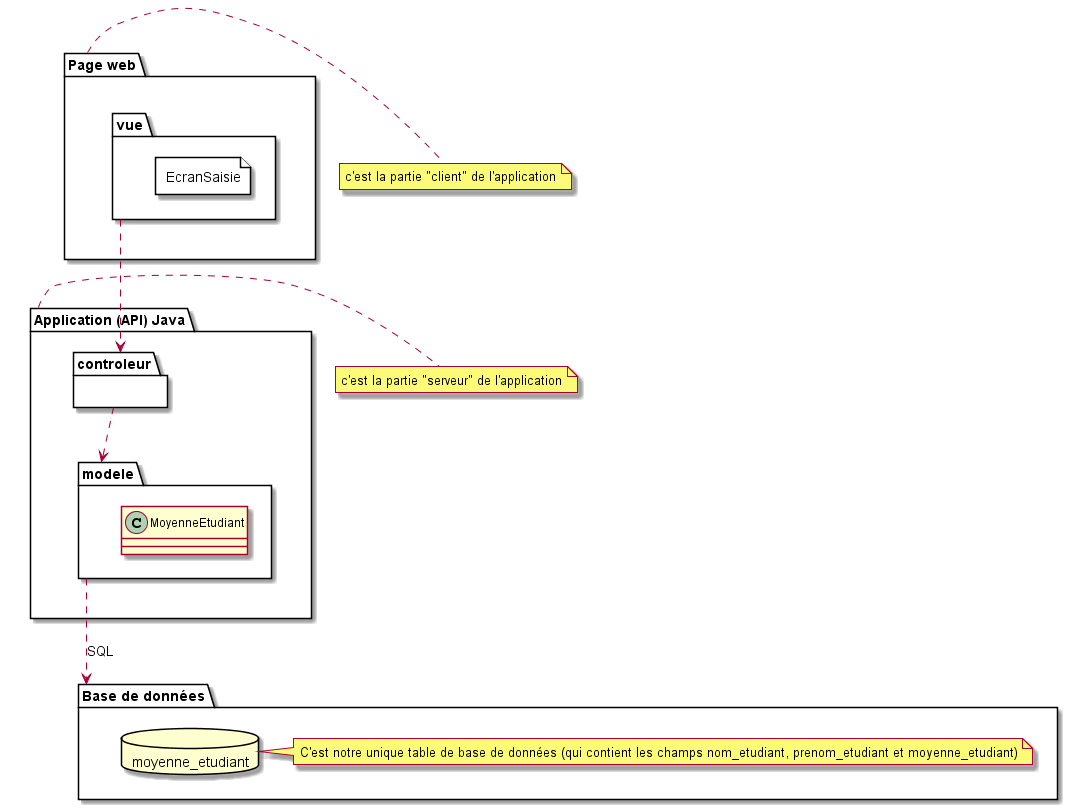 Page web
vue
EcranSaisie
c'est la partie "client" de l'application
Application (API) Java
controleur
c'est la partie "serveur" de l'application
modele
C MoyenneEtudiant
SQL
Base de données
moyenne_etudiant
C'est notre unique table de base de données (qui contient les champs nom_etudiant, prenom_etudiant et moyenne_etudiant)